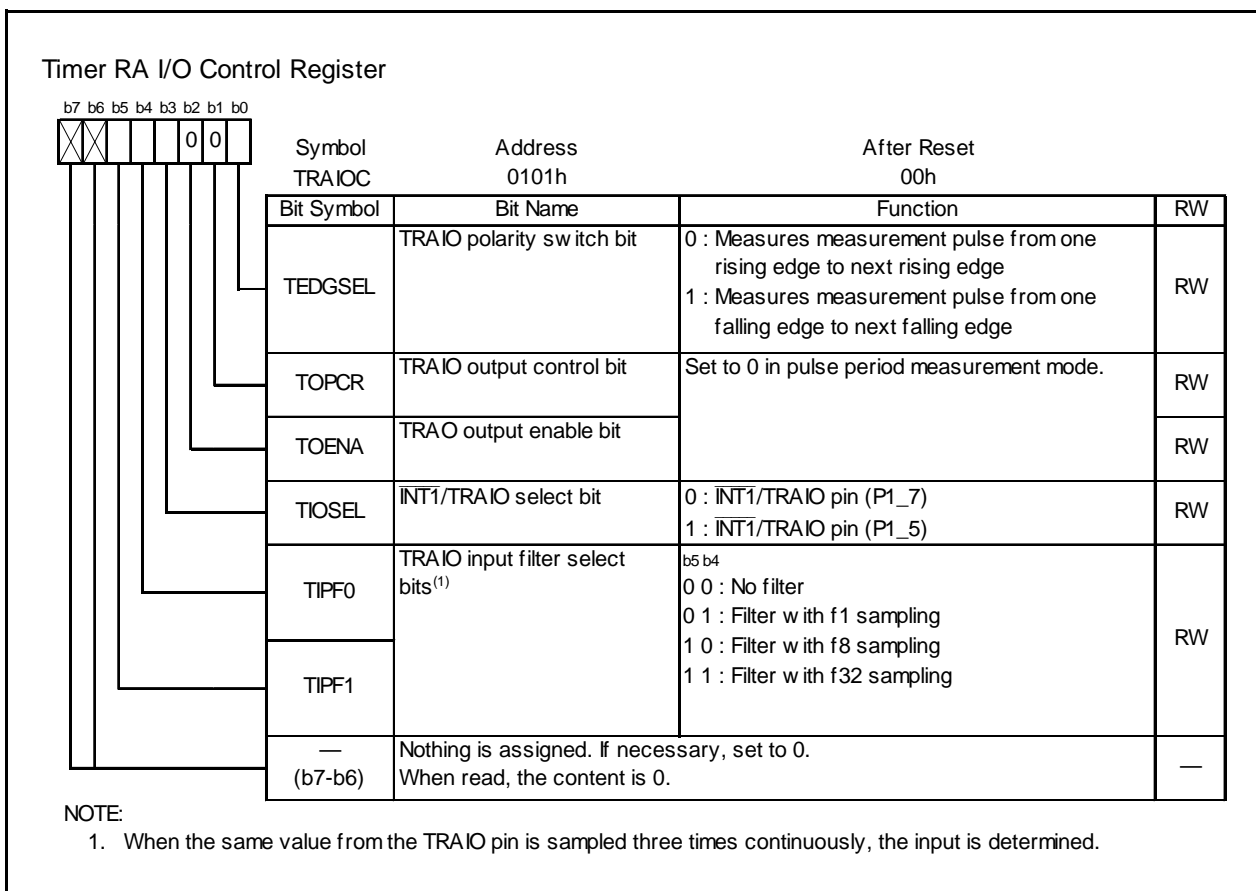 Timer RA I/O Control Register
b7 b6 b5 b4 b3 b2 b1 b0
0 0
Symbol Address After Reset
TRAIOC 0101h 00h
Bit Symbol Bit Name Function RW
TEDGSEL
TRAIO polarity switch bit
0 : Measures measurement pulse from one
rising edge to next rising edge
1 : Measures measurement pulse from one
falling edge to next falling edge
RW
TOPCR
TRAIO output control bit
Set to 0 in pulse period measurement mode.
RW
TOENA
TRAO output enable bit
RW
TIOSEL
INT1/TRAIO select bit
0 : INT1/TRAIO pin (P1_7)
1 : INT1/TRAIO pin (P1_5)
RW
TIPF0
TRAIO input filter select
bits(1)
b5 b4
0 0 : No filter
0 1 : Filter with f1 sampling
1 0 : Filter with f8 sampling
1 1 : Filter with f32 sampling
RW
TIPF1
—
(b7-b6)
Nothing is assigned. If necessary, set to 0.
When read, the content is 0.
—
NOTE:
1. When the same value from the TRAIO pin is sampled three times continuously, the input is determined.